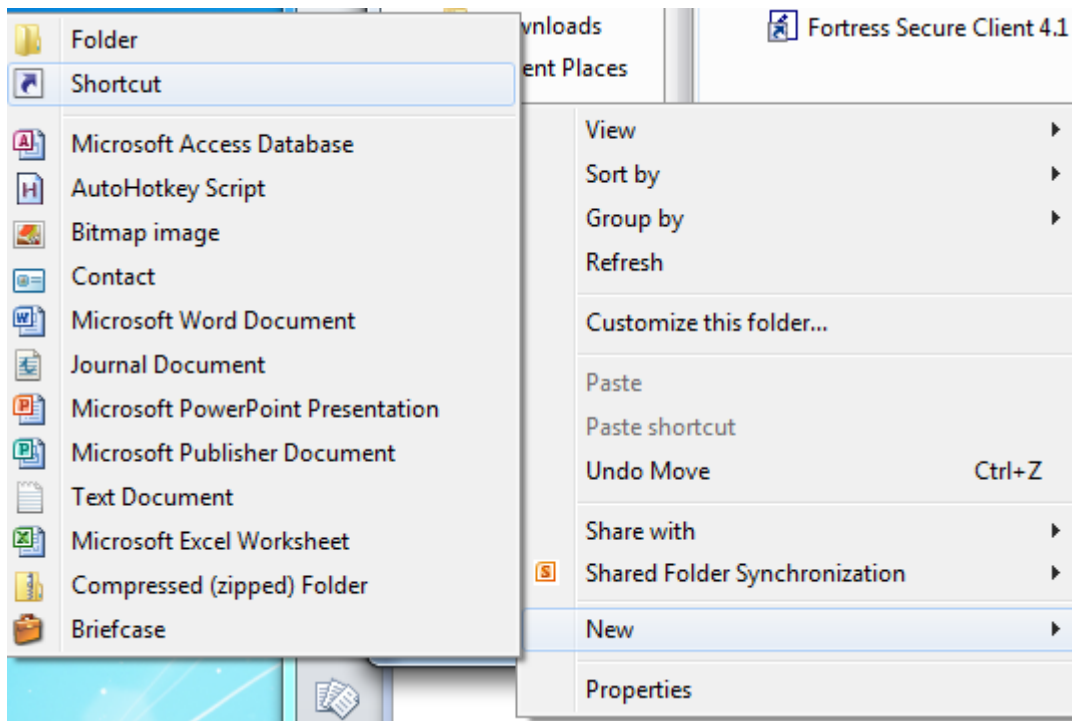 Folder
Shortcut
Microsoft Access Database
AutoHotkey Script
Bitmap image
Contact
Microsoft Word Document
Journal Document
Microsoft PowerPoint Presentation
Microsoft Publisher Document
Text Document
Microsoft Excel Worksheet
Compressed (zipped) Folder
Briefcase
vnloads
ent Places
Fortress Secure Client 4.1
View
Sort by
Group by
Refresh
Customize this folder...
Paste
Paste shortcut
Undo Move Ctrl+Z
Share with
Shared Folder Synchronization
New
Properties